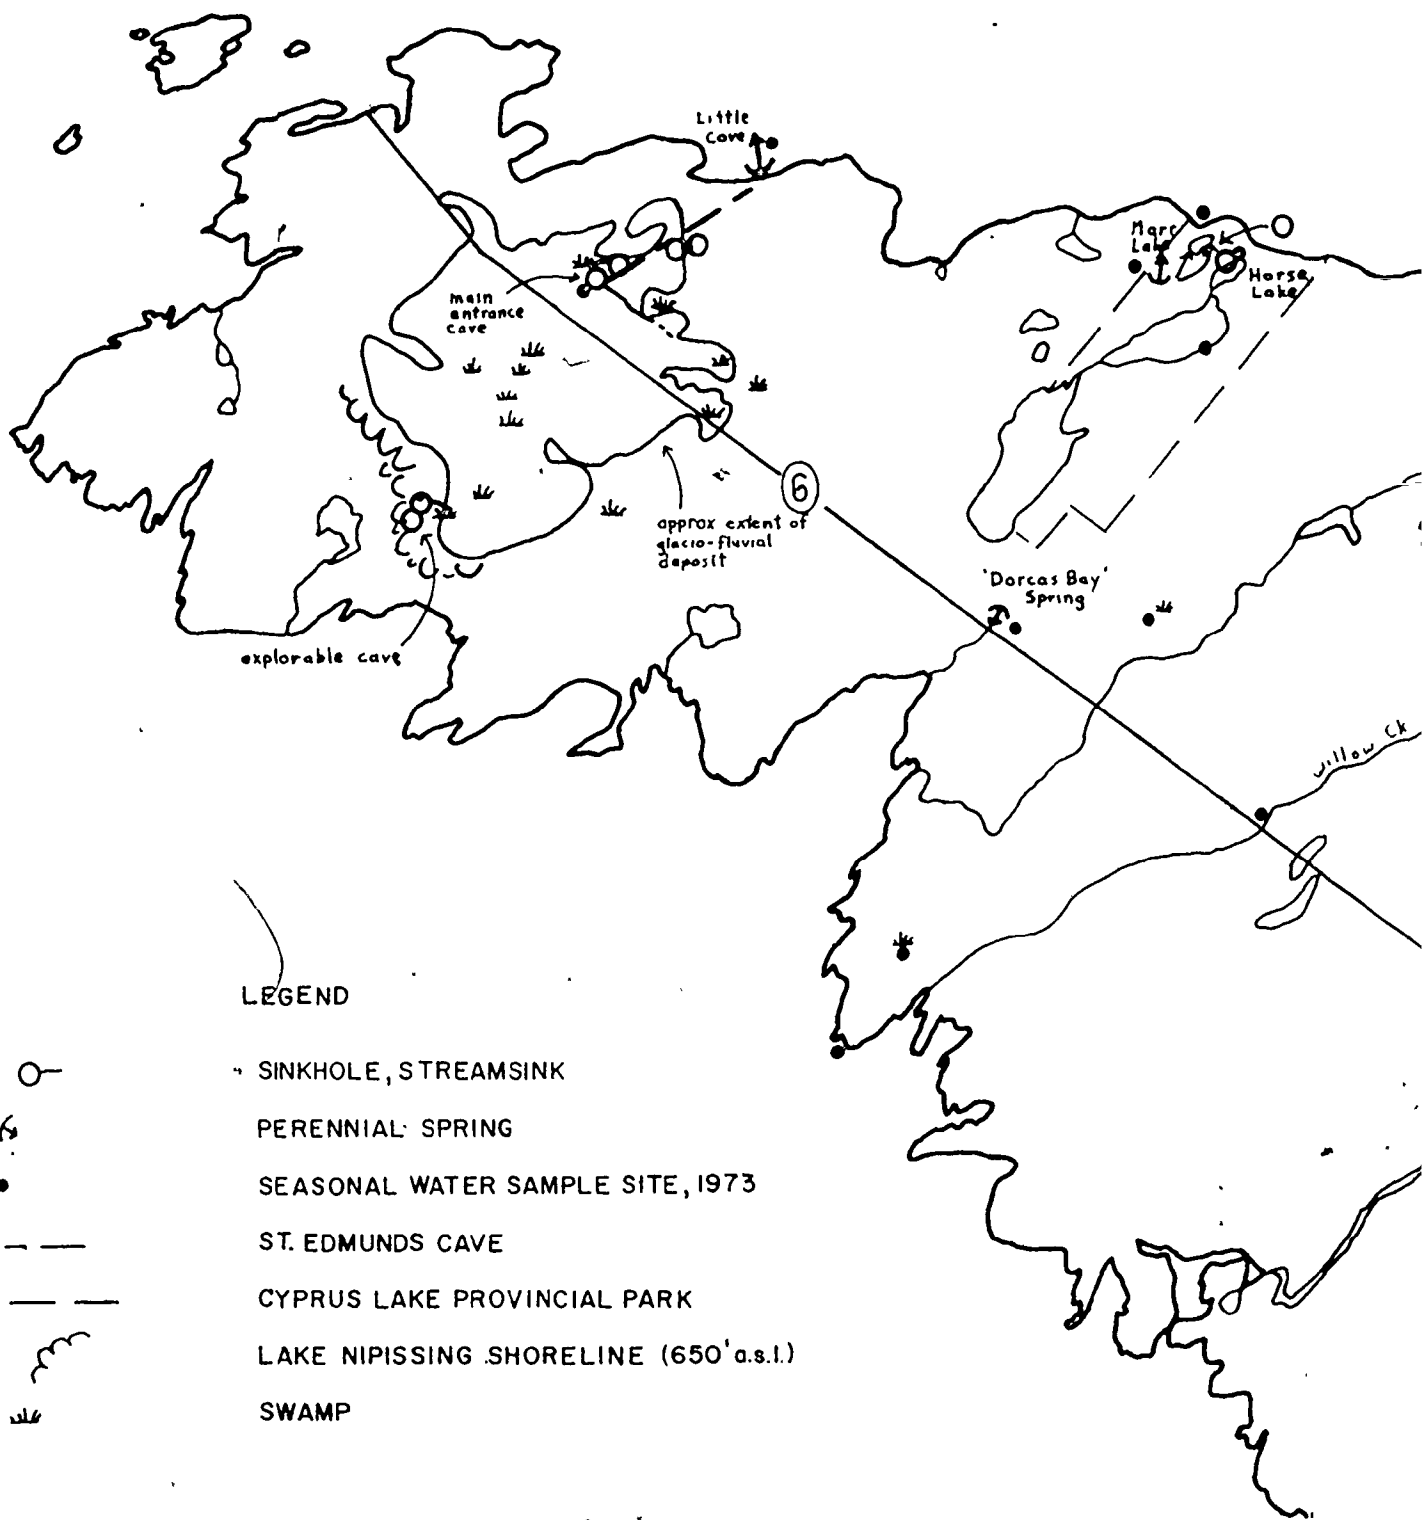 Little
Cove
Marr
Lake
Horse
Lake
main
entrance
cave
6
approx extent of
glacio-fluvial
deposit
'Dorcas Bay'
Spring
explorable cave
Willow Ck
LEGEND
SINKHOLE, STREAMSINK
PERENNIAL SPRING
SEASONAL WATER SAMPLE SITE, 1973
ST. EDMUNDS CAVE
CYPRUS LAKE PROVINCIAL PARK
LAKE NIPISSING SHORELINE (650' a.s.l.)
SWAMP